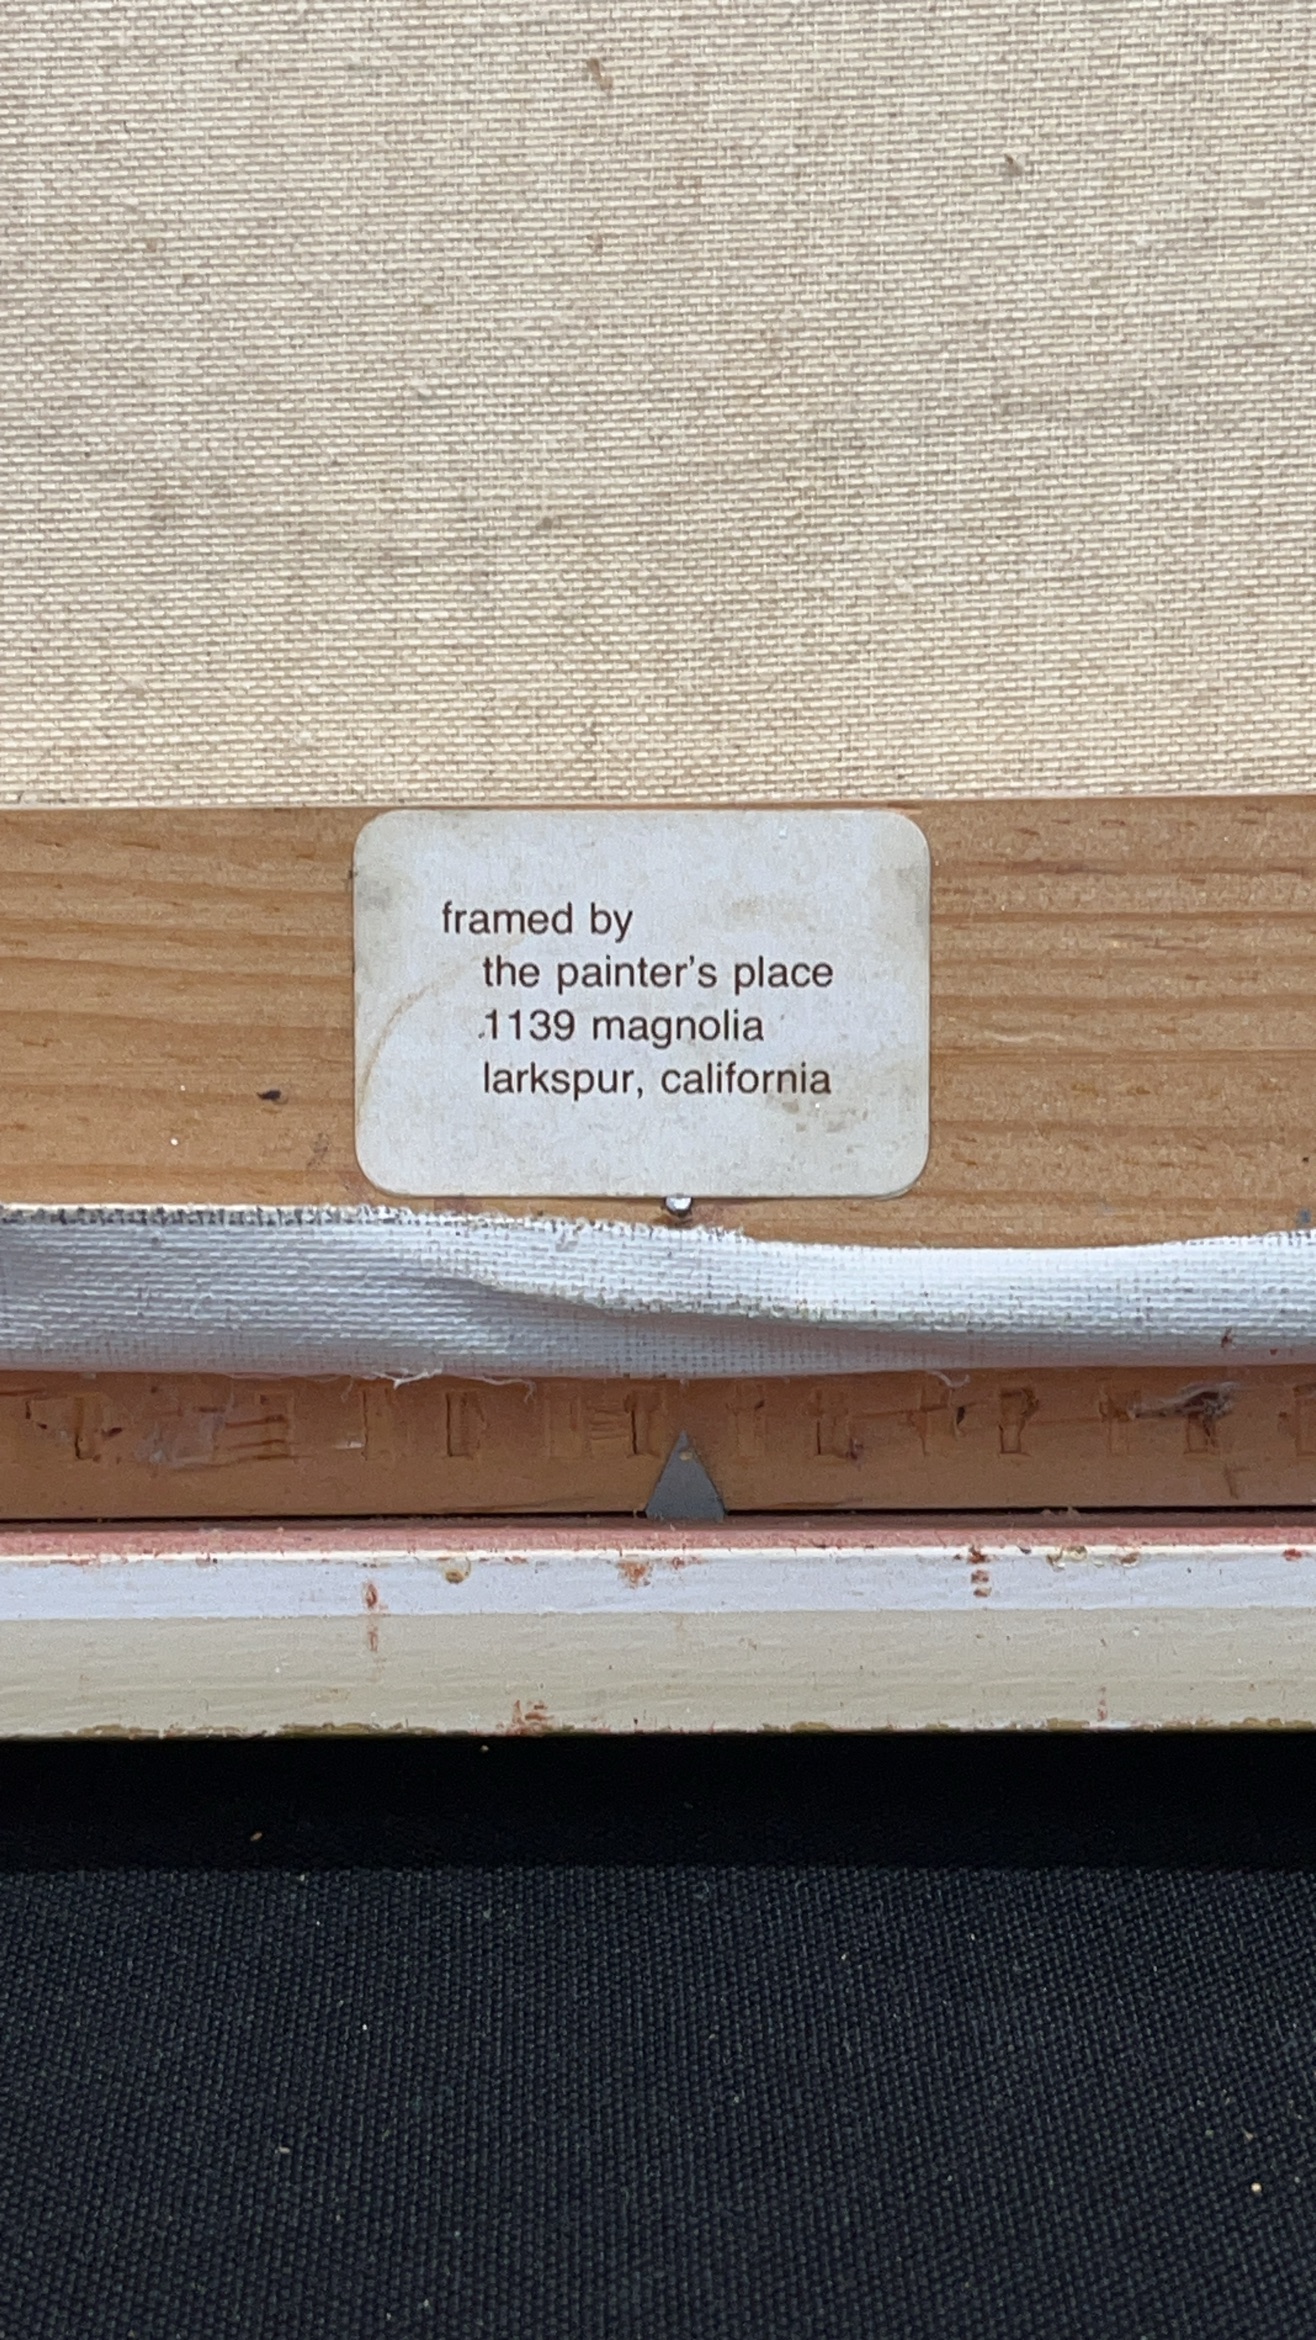 framed by
the painter's place
1139 magnolia
larkspur, california